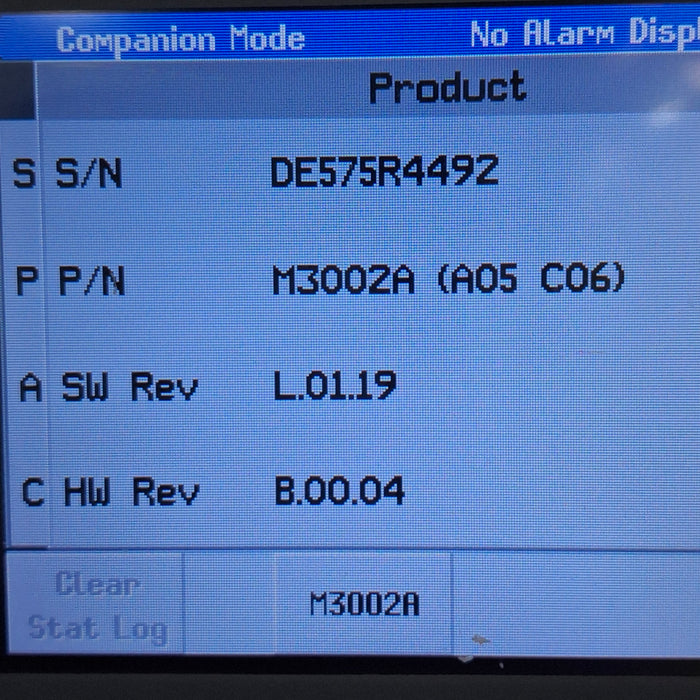 Companion Mode No Alarm Disp
Product
S S/N DE575R4492
P P/N M3002A (A05 C06)
A SW Rev L.01.19
C HW Rev B.00.04
Clear
Stat Log
M3002A